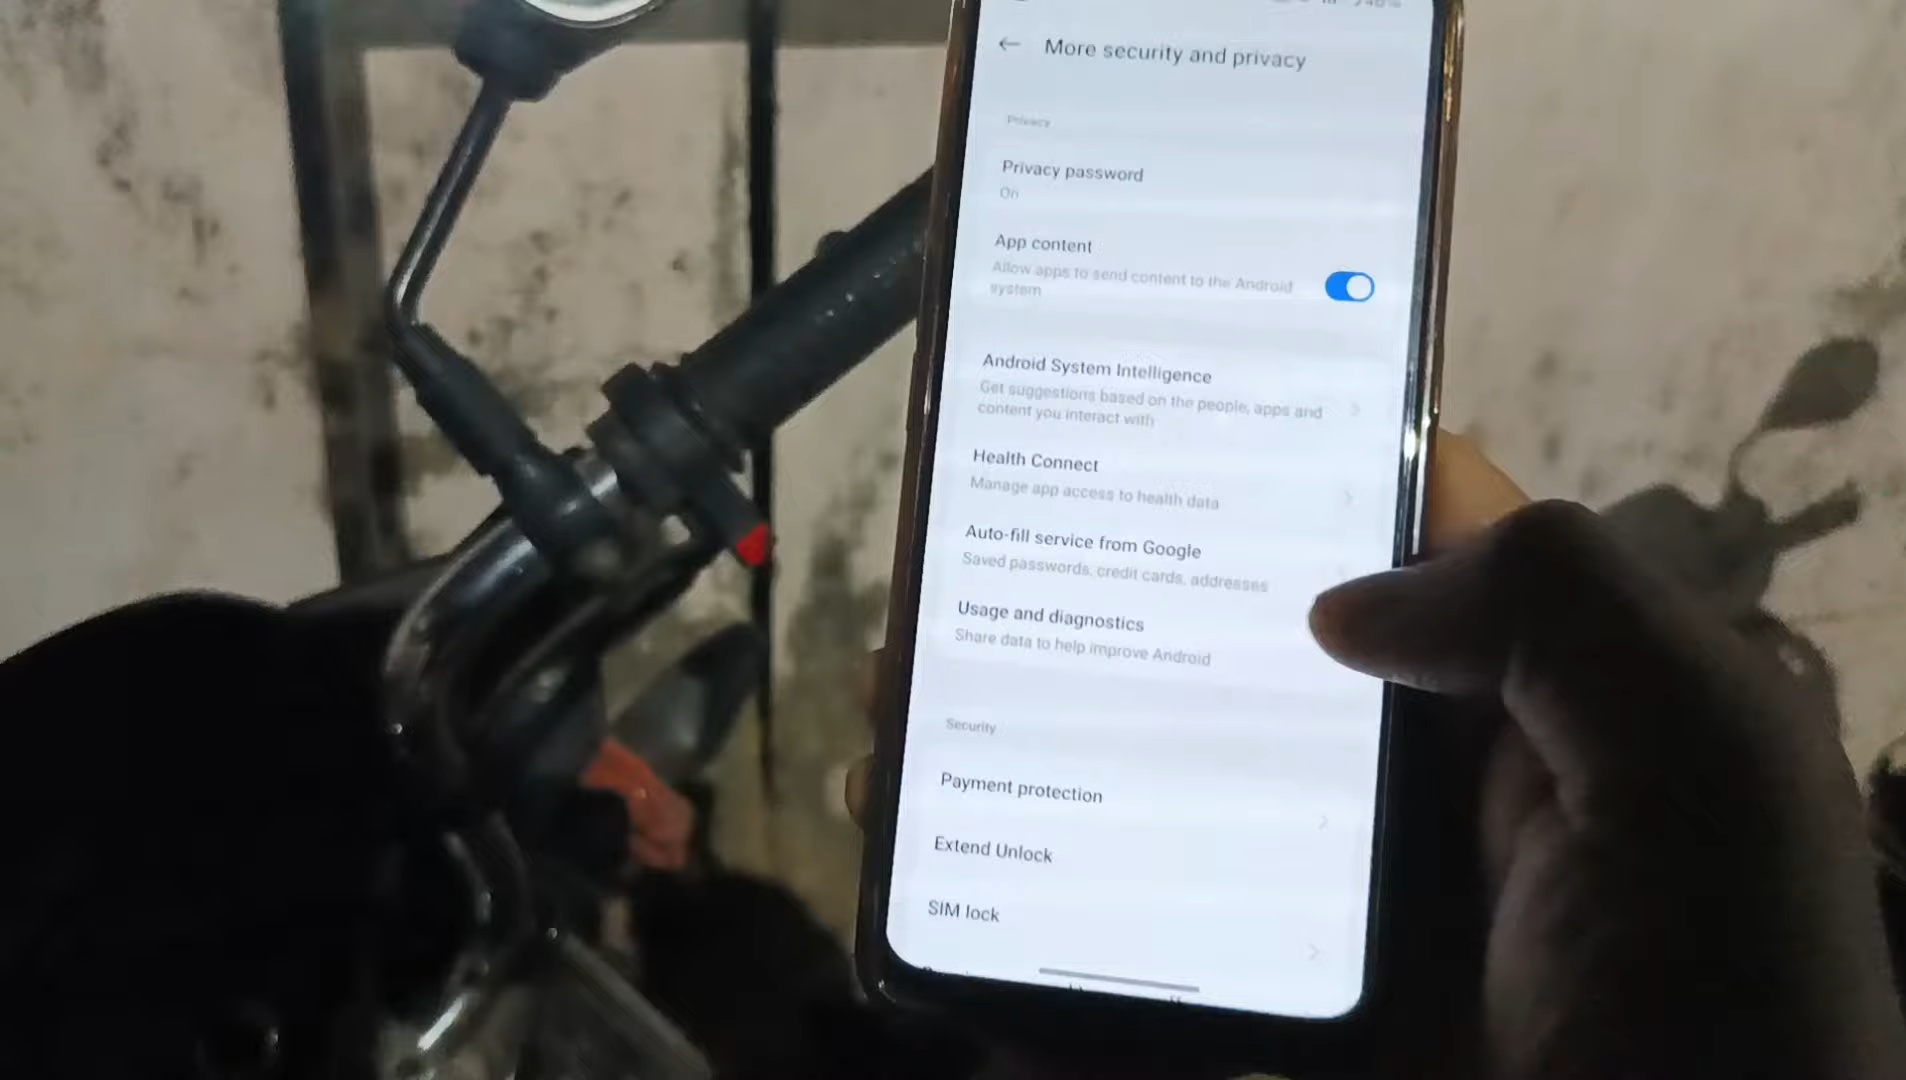 More security and privacy
Privacy
Privacy password
On
App content
Allow apps to send content to the Android
system
Android System Intelligence
Get suggestions based on the people, apps and
content you interact with
Health Connect
Manage app access to health data
Auto-fill service from Google
Saved passwords, credit cards, addresses
Usage and diagnostics
Share data to help improve Android
Security
Payment protection
Extend Unlock
SIM lock